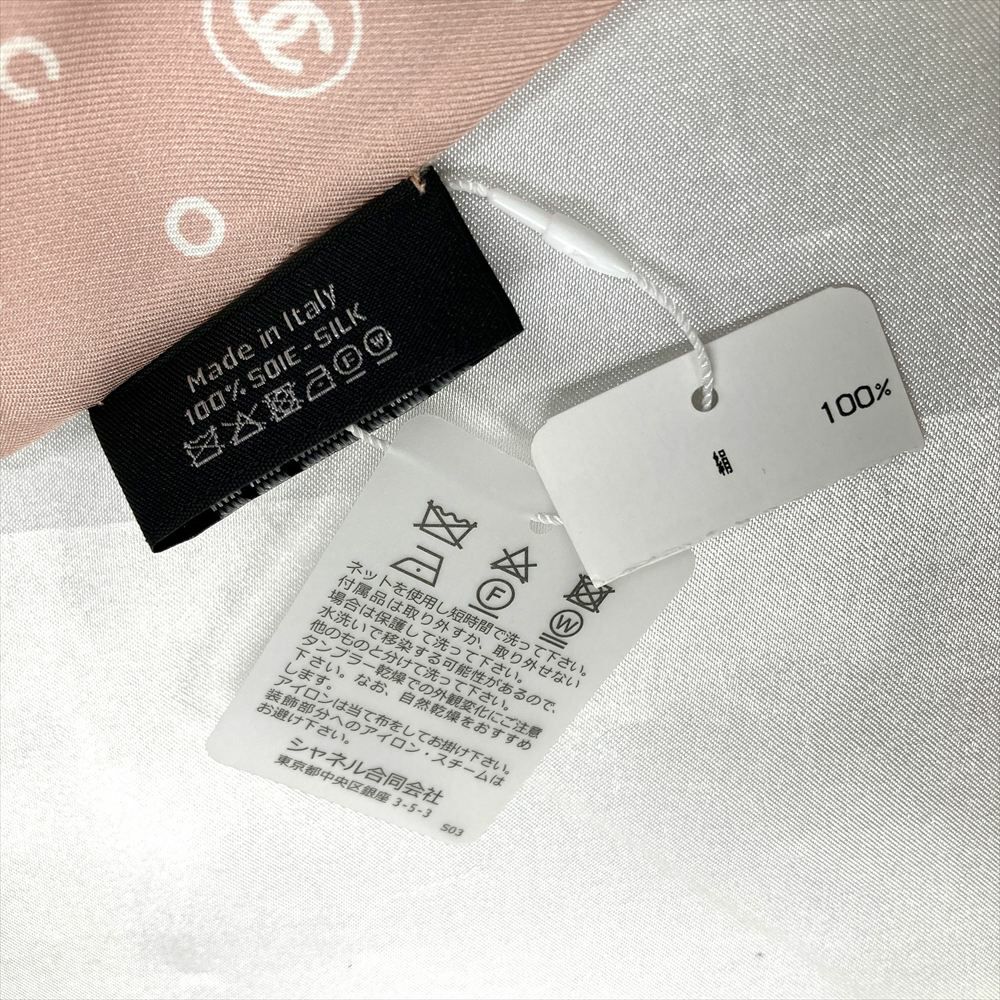 C
O
Made in Italy
100% SOIE - SILK
F
W
絹 100%
F
W
ネットを使用し短時間で洗って下さい。
付属品は取り外すか、取り外せない
場合は保護して洗って下さい。
水洗いで移染する可能性があるので、
他のものと分けて洗って下さい。
タンブラー乾燥での外観変化にご注意
下さい。なお、自然乾燥をおすすめ
します。
アイロンは当て布をしてお掛け下さい。
装飾部分へのアイロン・スチームは
お避け下さい。
シャネル合同会社
東京都中央区銀座 3-5-3
S03